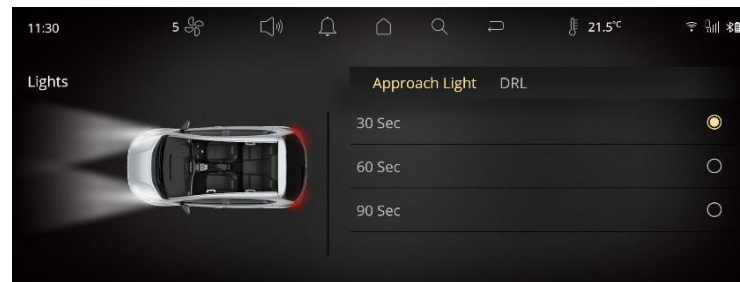 11:30 5 21.5°C
Lights
Approach Light DRL
30 Sec
60 Sec
90 Sec